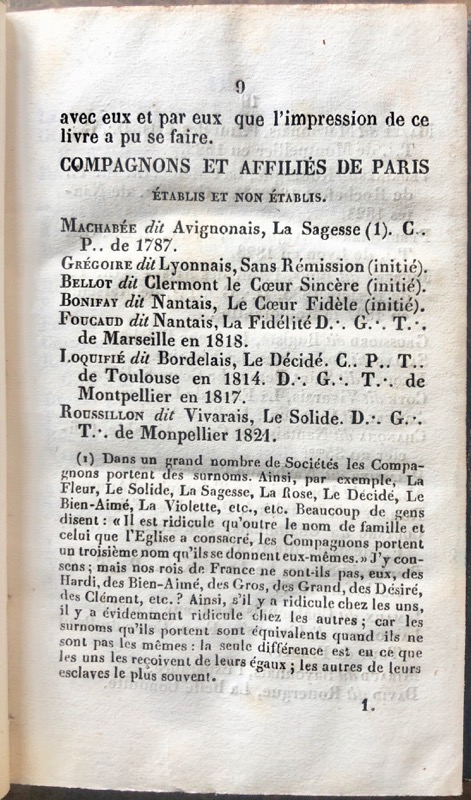 9
avec eux et par eux que l'impression de ce
livre a pu se faire.
COMPAGNONS ET AFFILIÉS DE PARIS
ÉTABLIS ET NON ÉTABLIS.
MACHABÉE dit Avignonais, La Sagesse (1). C..
P.. de 1787.
GRÉGOIRE dit Lyonnais, Sans Rémission (initié).
BELLOT dit Clermont le Cœur Sincère (initié).
BONIFAY dit Nantais, Le Cœur Fidèle (initié).
FOUCAUD dit Nantais, La Fidélité D∴ G∴ T∴
de Marseille en 1818.
LOQUIFIÉ dit Bordelais, Le Décidé. C.. P.. T..
de Toulouse en 1814. D∴ G∴ T∴ de
Montpellier en 1817.
ROUSSILLON dit Vivarais, Le Solide. D∴ G∴
T∴ de Monpellier 1821.
(1) Dans un grand nombre de Sociétés les Compa-
gnons portent des surnoms. Ainsi, par exemple, La
Fleur, Le Solide, La Sagesse, La Rose, Le Décidé, Le
Bien-Aimé, La Violette, etc., etc. Beaucoup de gens
disent : « Il est ridicule qu'outre le nom de famille et
celui que l'Eglise a consacré, les Compagnons portent
un troisième nom qu'ils se donnent eux-mêmes. » J'y con-
sens ; mais nos rois de France ne sont-ils pas, eux, des
Hardi, des Bien-Aimé, des Gros, des Grand, des Désiré,
des Clément, etc. ? Ainsi, s'il y a ridicule chez les uns,
il y a évidemment ridicule chez les autres ; car les
surnoms qu'ils portent sont équivalents quand ils ne
sont pas les mêmes : la seule différence est en ce que
les uns les reçoivent de leurs égaux ; les autres de leurs
esclaves le plus souvent.
1.